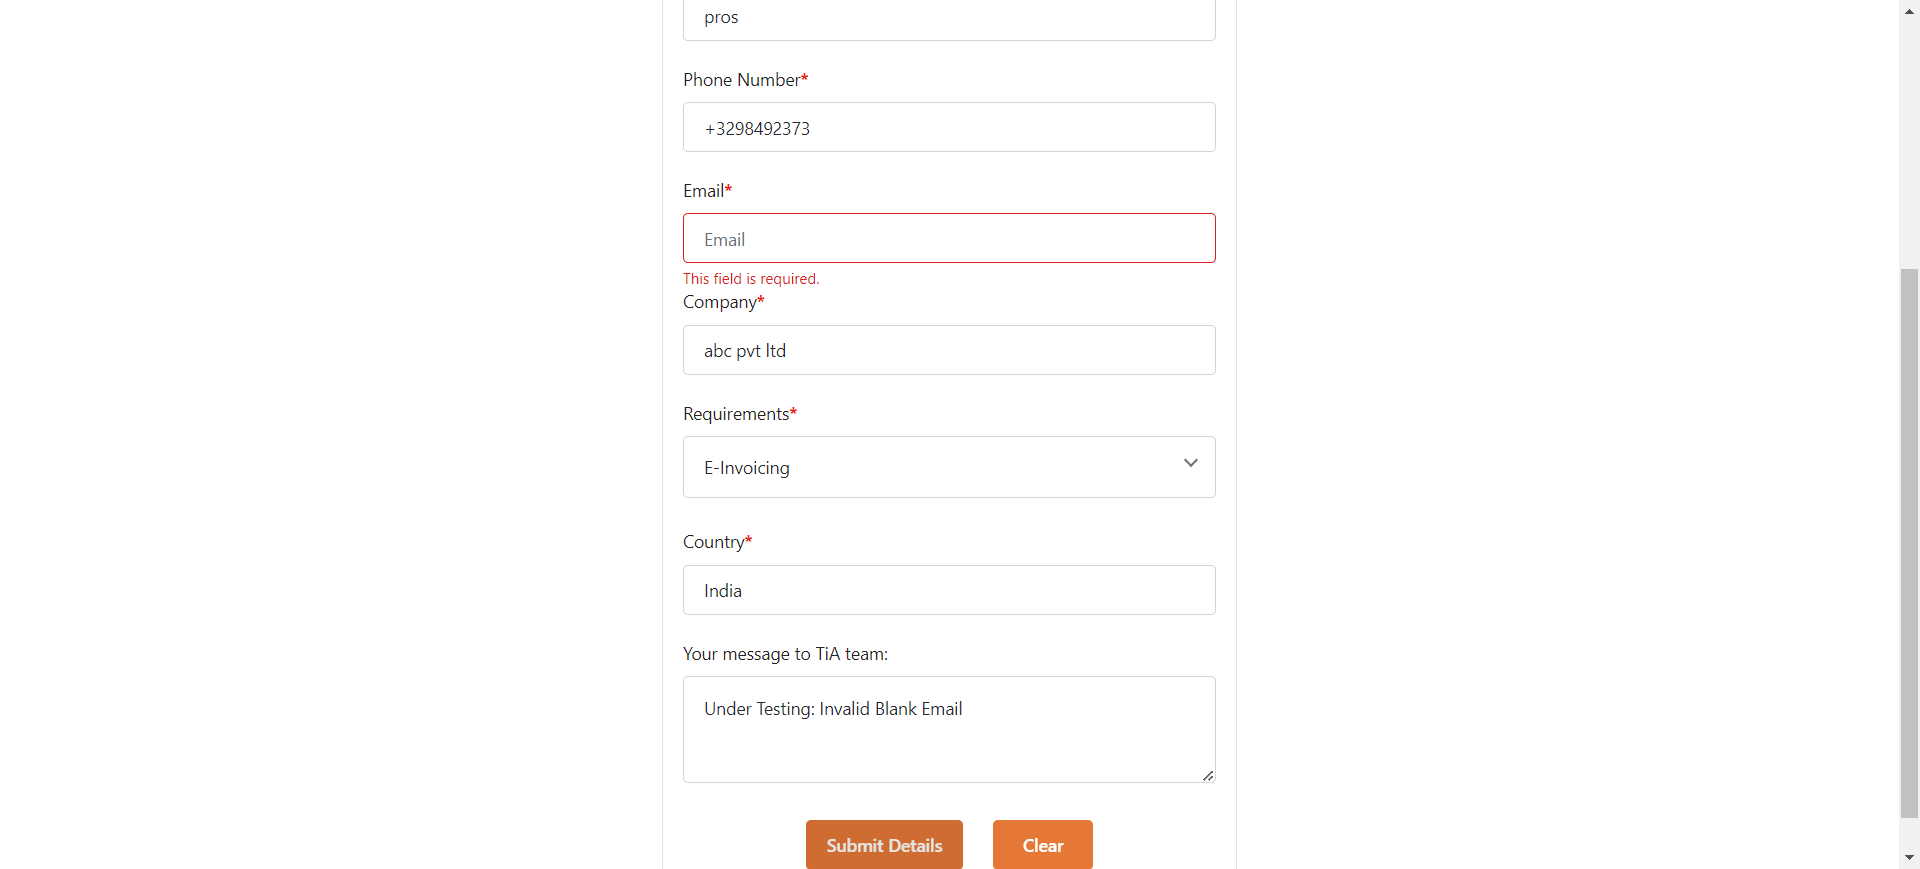 pros
Phone Number*
+3298492373
Email*
Email
This field is required.
Company*
abc pvt ltd
Requirements*
E-Invoicing
Country*
India
Your message to TiA team:
Under Testing: Invalid Blank Email
Submit Details
Clear